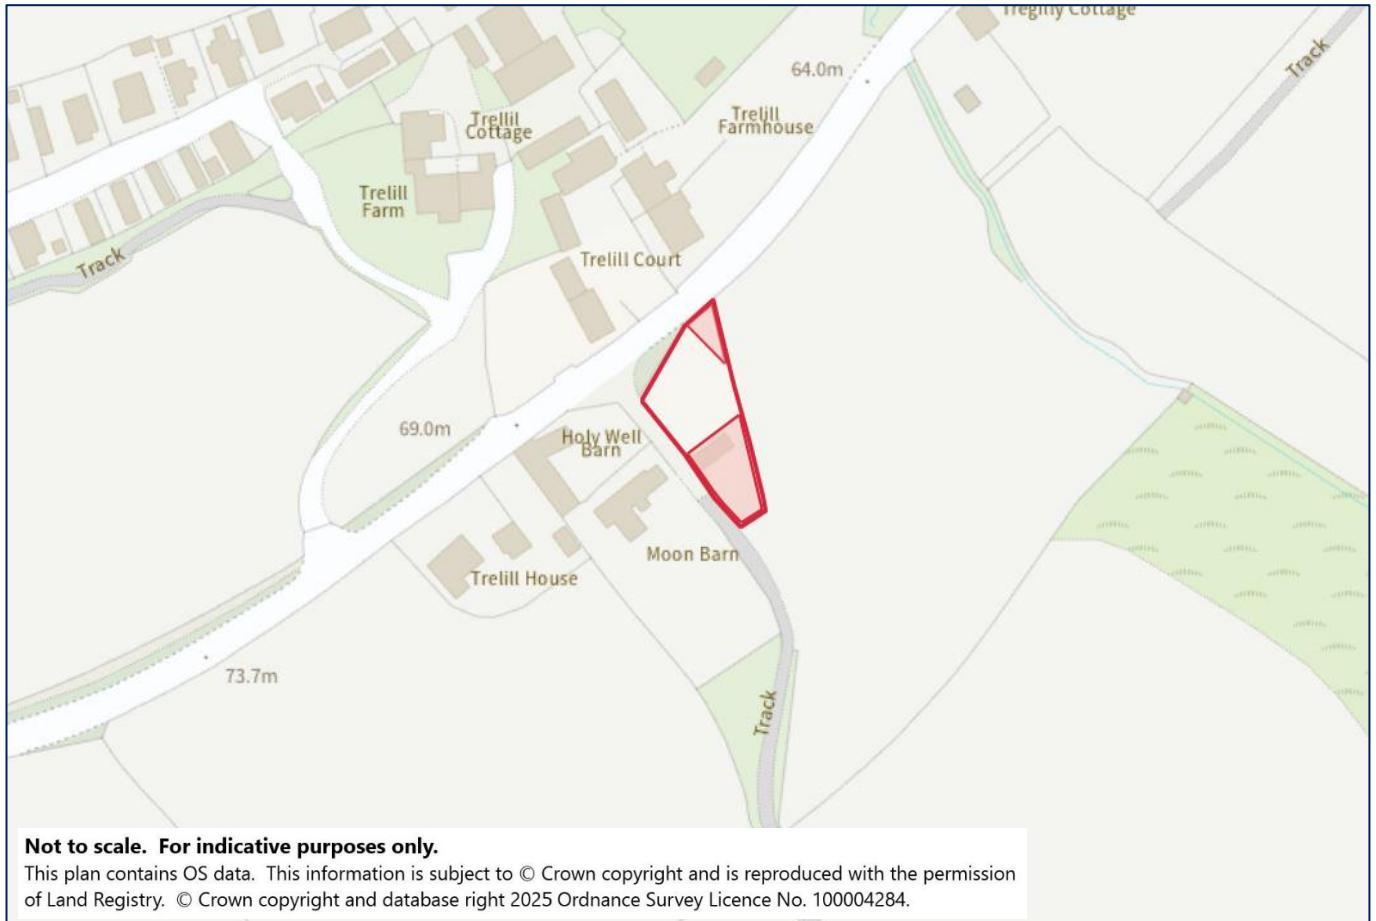 Tregilly Cottage
Track
64.0m
Trellil
Cottage
Trelill
Farmhouse
Trelill
Farm
Track
Trelill Court
69.0m
Holy Well
Barn
Moon Barn
Trelill House
73.7m
Track
Not to scale. For indicative purposes only.
This plan contains OS data. This information is subject to © Crown copyright and is reproduced with the permission
of Land Registry. © Crown copyright and database right 2025 Ordnance Survey Licence No. 100004284.